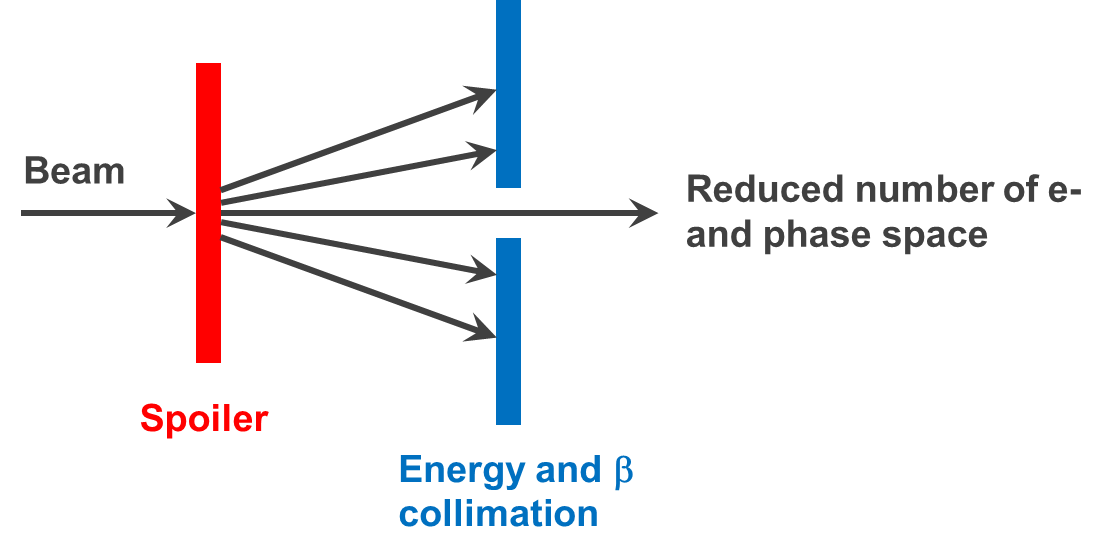 Beam
Reduced number of e-
and phase space
Spoiler
Energy and β
collimation